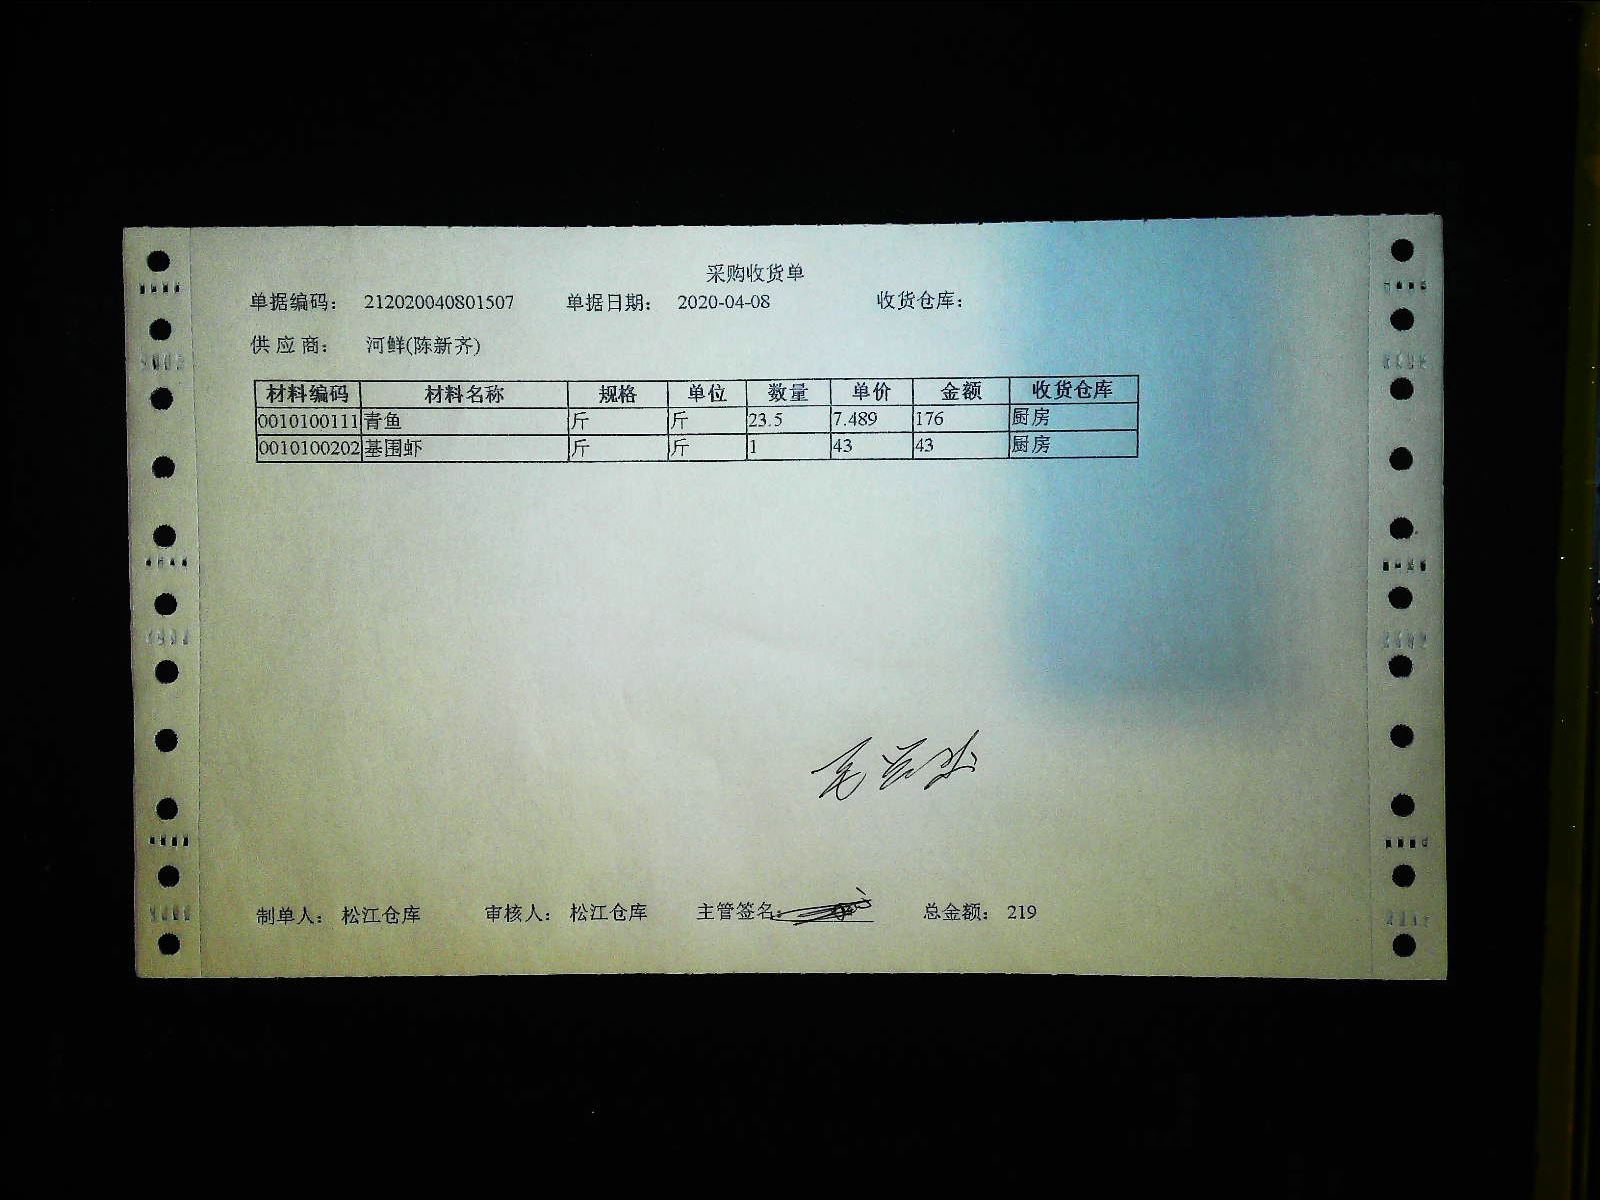 采购收货单
单据编码： 212020040801507 单据日期： 2020-04-08 收货仓库：
供 应 商： 河鲜(陈新齐)
材料编码 材料名称 规格 单位 数量 单价 金额 收货仓库
0010100111 青鱼 斤 斤 23.5 7.489 176 厨房
0010100202 基围虾 斤 斤 1 43 43 厨房
制单人： 松江仓库 审核人： 松江仓库 主管签名： 总金额： 219